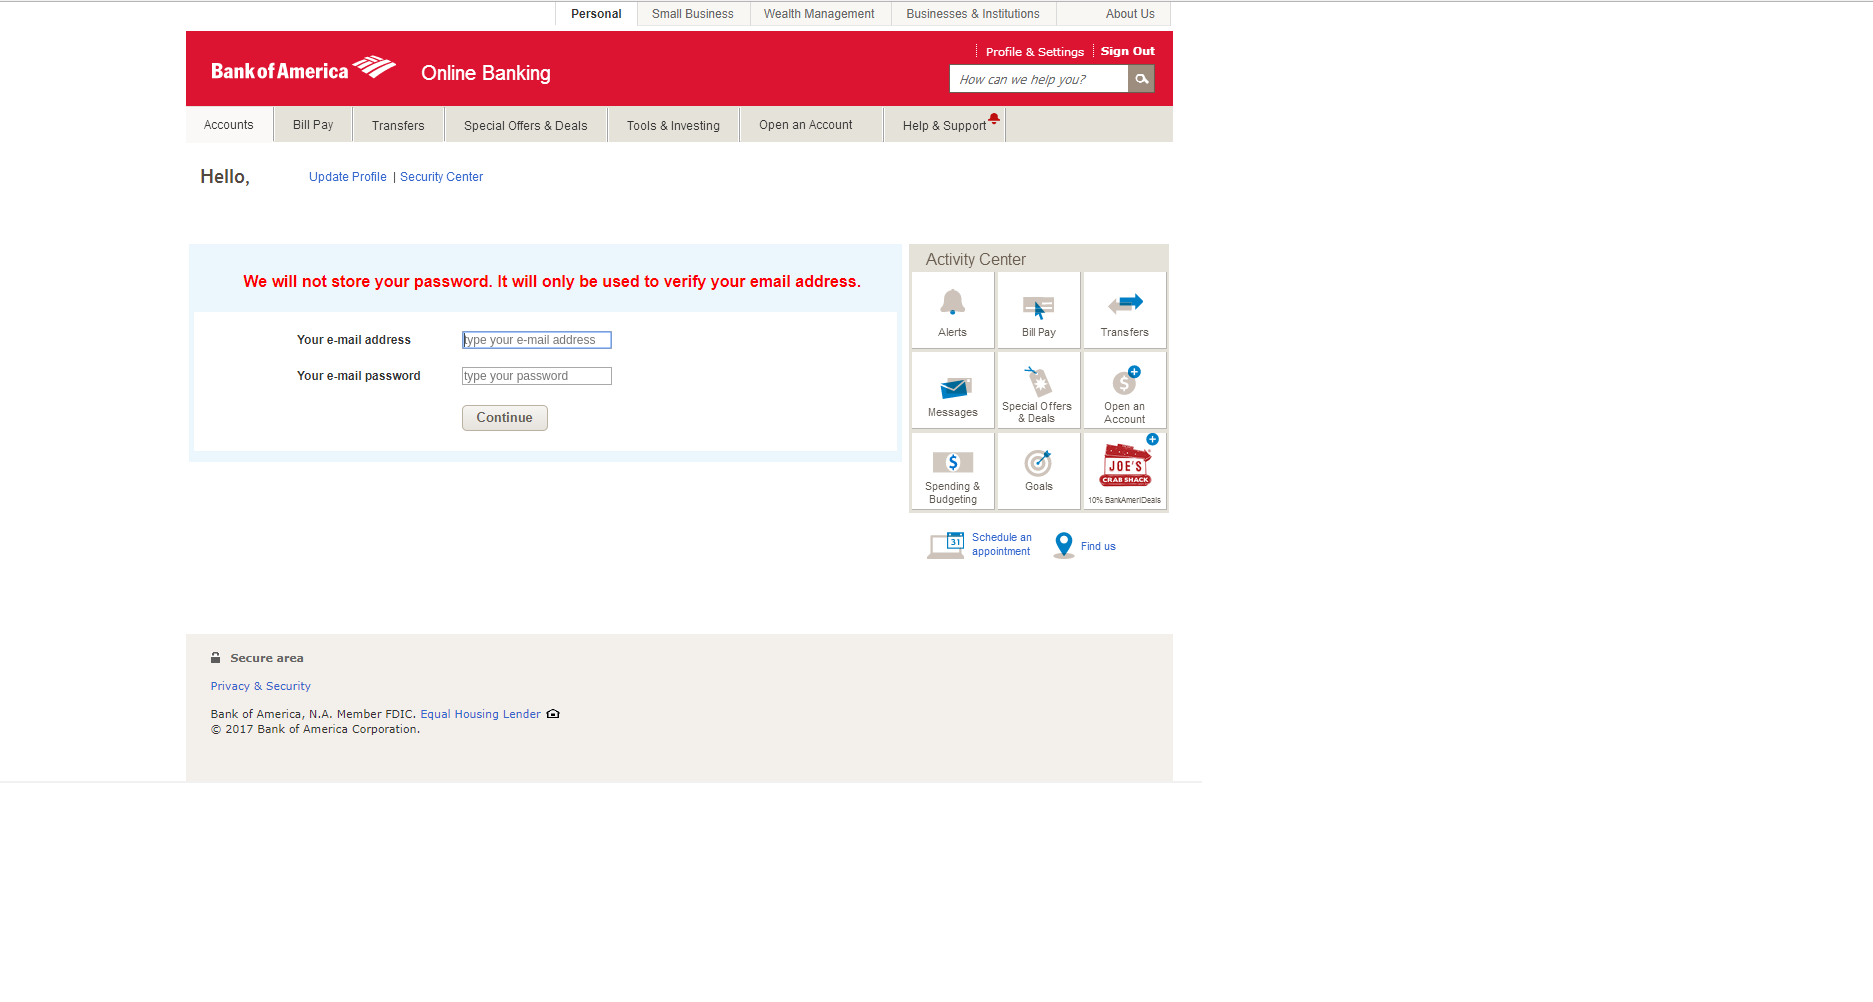 Personal Small Business Wealth Management Businesses & Institutions About Us
Profile & Settings Sign Out
Bank of America Online Banking
How can we help you?
Accounts Bill Pay Transfers Special Offers & Deals Tools & Investing Open an Account Help & Support
Hello, Update Profile | Security Center
We will not store your password. It will only be used to verify your email address.
Your e-mail address type your e-mail address
Your e-mail password type your password
Continue
Activity Center
Alerts Bill Pay Transfers
Messages Special Offers & Deals Open an Account
Spending & Budgeting Goals JOE'S CRAB SHACK 10% BankAmeriDeals
31 Schedule an appointment Find us
Secure area
Privacy & Security
Bank of America, N.A. Member FDIC. Equal Housing Lender
© 2017 Bank of America Corporation.